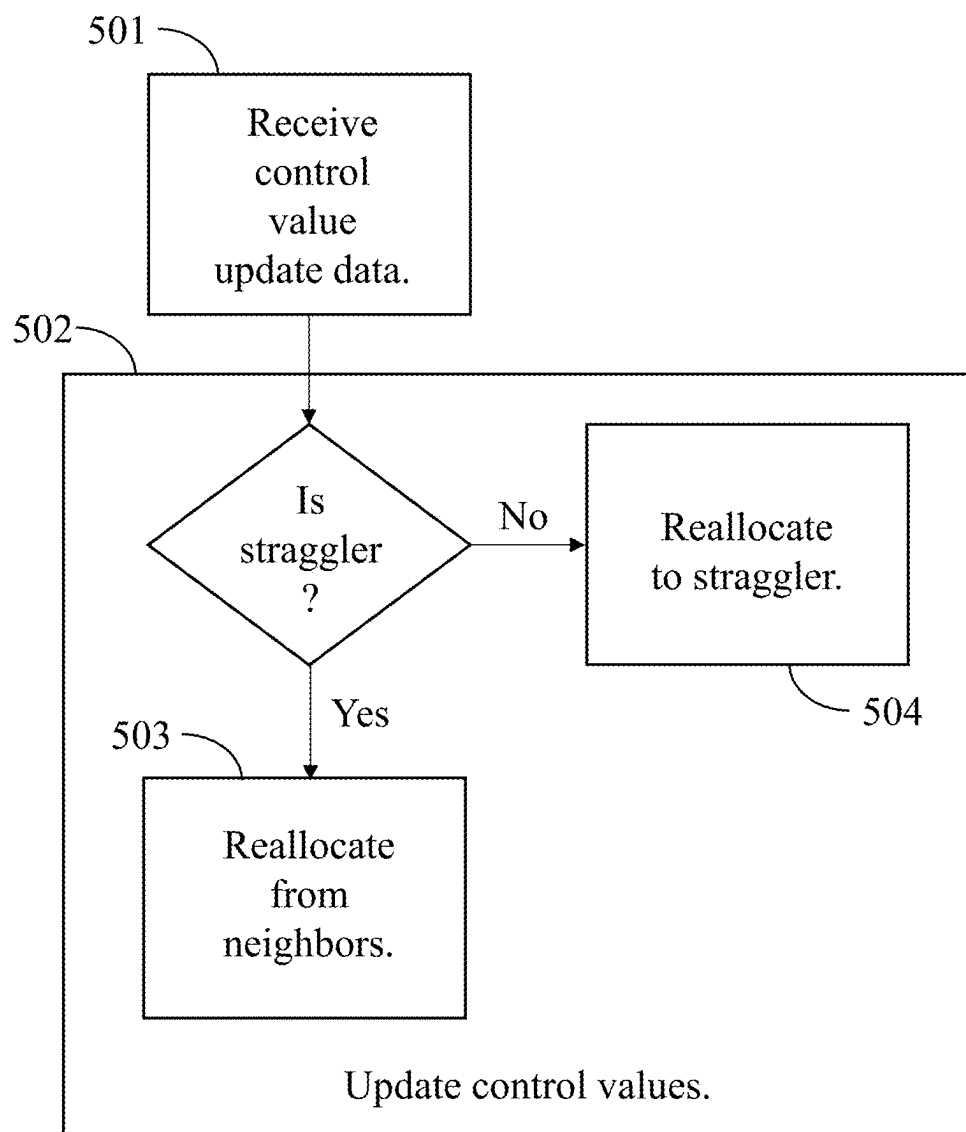 501
Receive
control
value
update data.
502
Is
straggler
?
No
Reallocate
to straggler.
504
Yes
503
Reallocate
from
neighbors.
Update control values.